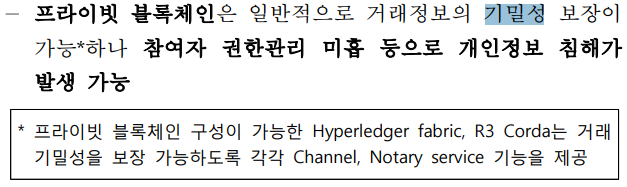 – 프라이빗 블록체인은 일반적으로 거래정보의 기밀성 보장이
가능*하나 참여자 권한관리 미흡 등으로 개인정보 침해가
발생 가능
* 프라이빗 블록체인 구성이 가능한 Hyperledger fabric, R3 Corda는 거래
기밀성을 보장 가능하도록 각각 Channel, Notary service 기능을 제공